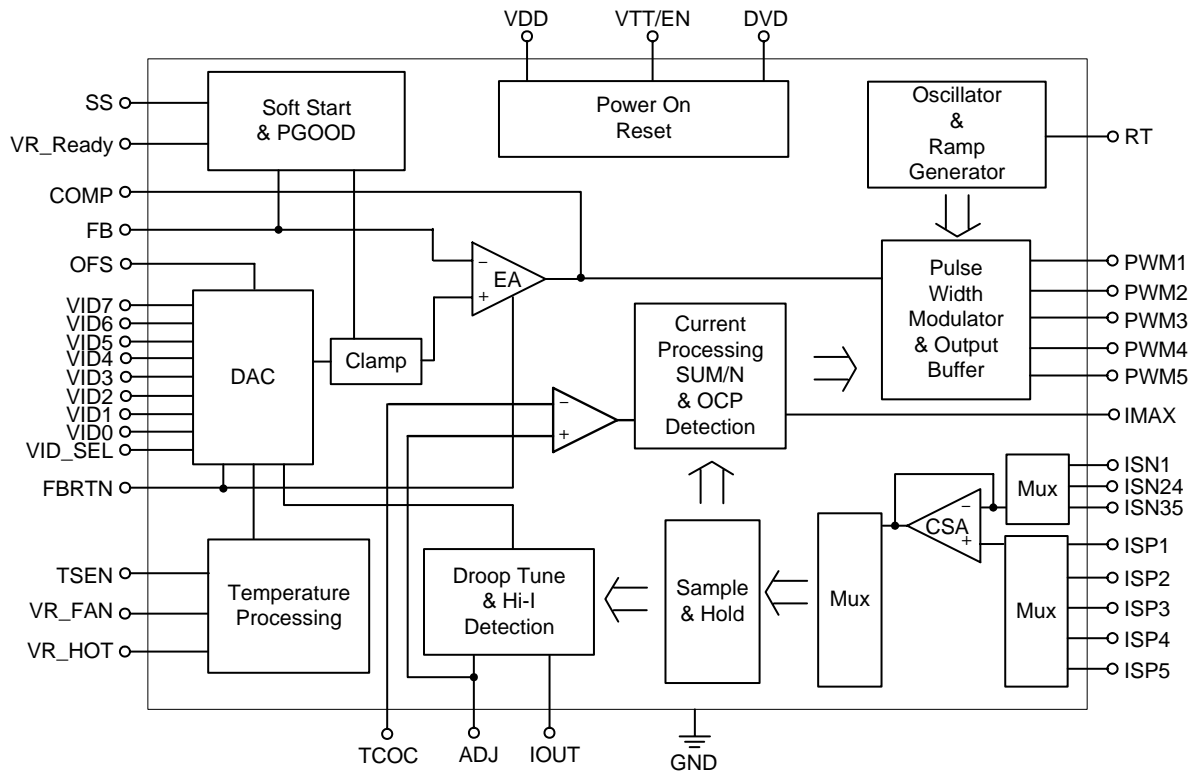 VDD
VTT/EN
DVD
SS
VR_Ready
COMP
FB
OFS
VID7
VID6
VID5
VID4
VID3
VID2
VID1
VID0
VID_SEL
FBRTN
TSEN
VR_FAN
VR_HOT
Soft Start
& PGOOD
Power On
Reset
Oscillator
&
Ramp
Generator
RT
−
EA
+
Pulse
Width
Modulator
& Output
Buffer
PWM1
PWM2
PWM3
PWM4
PWM5
DAC
Clamp
Current
Processing
SUM/N
& OCP
Detection
−
+
IMAX
Mux
ISN1
ISN24
ISN35
−
CSA
+
ISP1
ISP2
ISP3
ISP4
ISP5
Mux
Mux
Sample
& Hold
Droop Tune
& Hi-I
Detection
Temperature
Processing
TCOC
ADJ
IOUT
GND